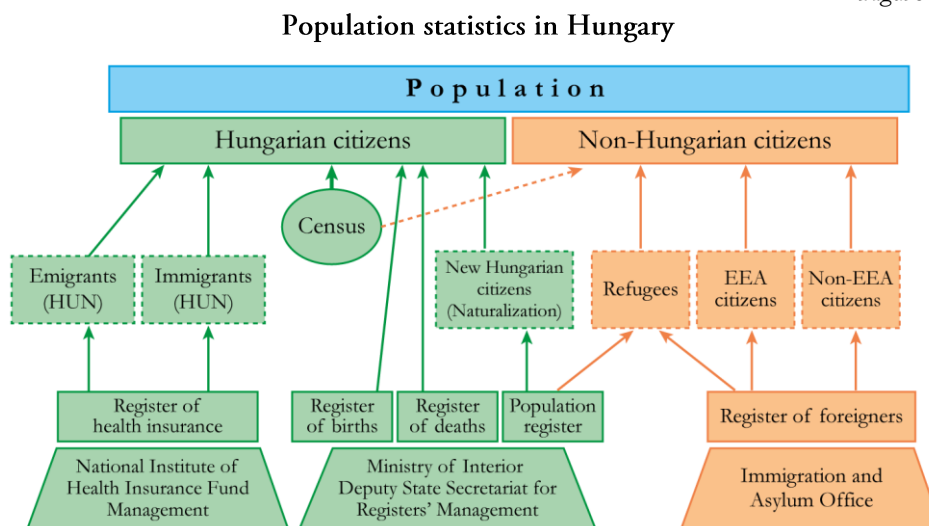 Population statistics in Hungary
Population
Hungarian citizens
Non-Hungarian citizens
Census
Emigrants
(HUN)
Immigrants
(HUN)
New Hungarian
citizens
(Naturalization)
Refugees
EEA
citizens
Non-EEA
citizens
Register of
health insurance
Register
of births
Register
of deaths
Population
register
Register of foreigners
National Institute of
Health Insurance Fund
Management
Ministry of Interior
Deputy State Secretariat for
Registers’ Management
Immigration and
Asylum Office